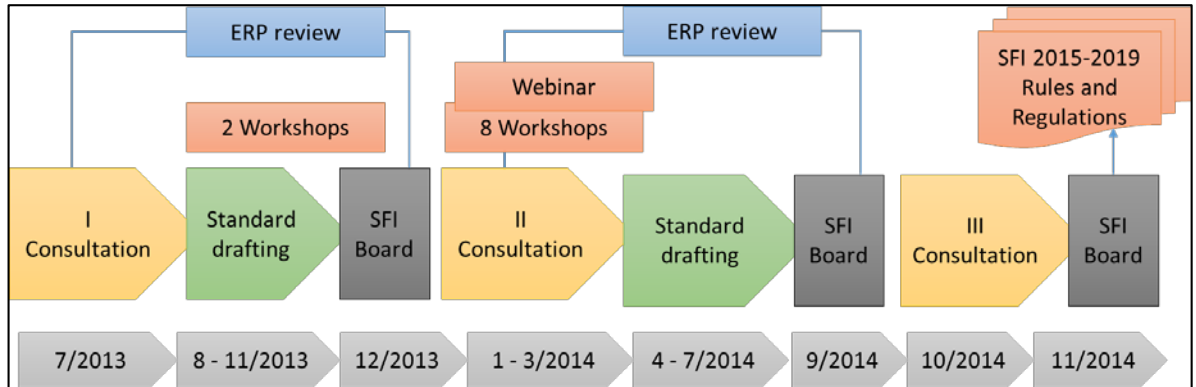 ERP review
ERP review
SFI 2015-2019
Rules and
Regulations
Webinar
2 Workshops
8 Workshops
I
Consultation
Standard
drafting
SFI
Board
II
Consultation
Standard
drafting
SFI
Board
III
Consultation
SFI
Board
7/2013
8 - 11/2013
12/2013
1 - 3/2014
4 - 7/2014
9/2014
10/2014
11/2014